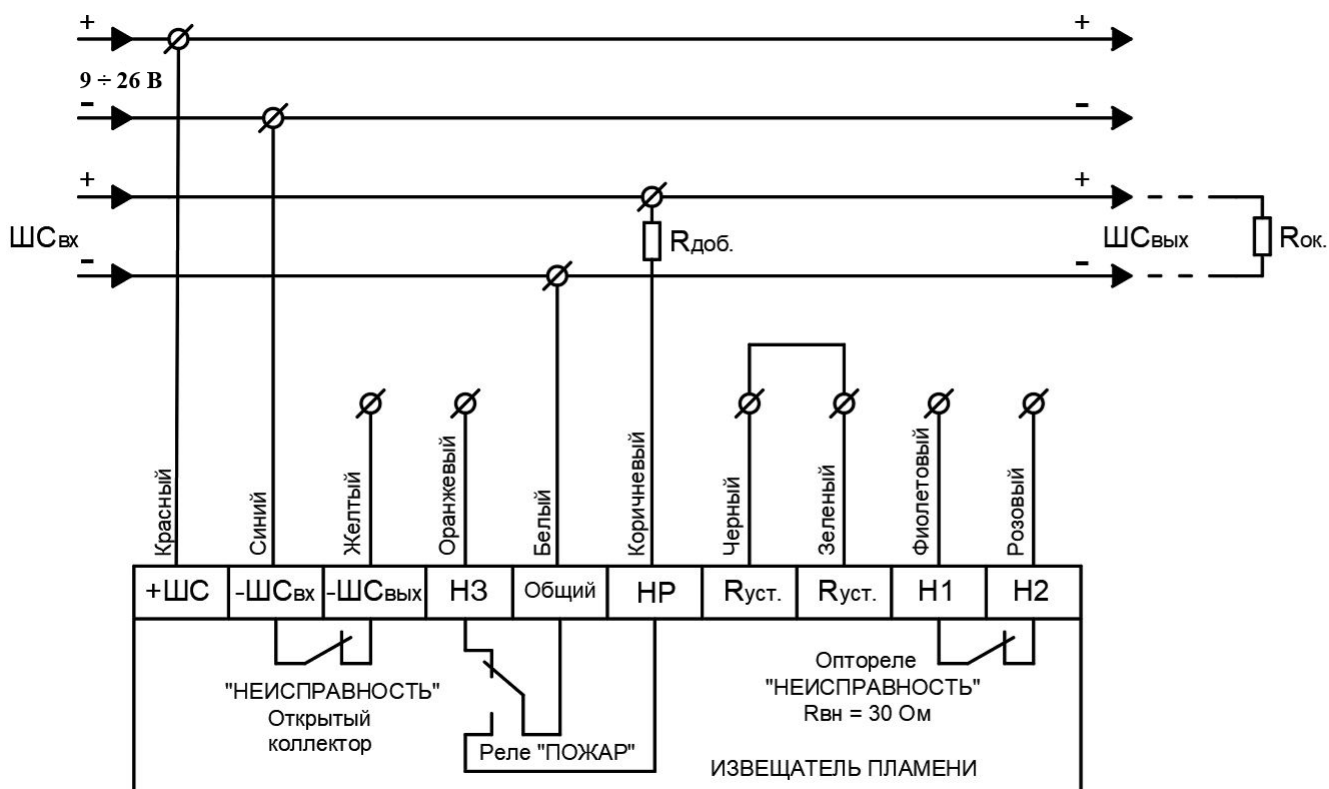 + +
9 ÷ 26 В
- -
+ +
ШСвх Rдоб. ШСвых Rок.
- -
Красный Синий Желтый Оранжевый Белый Коричневый Черный Зеленый Фиолетовый Розовый
+ШС -ШСвх -ШСвых НЗ Общий НР Rуст. Rуст. Н1 Н2
"НЕИСПРАВНОСТЬ"
Открытый
коллектор
Реле "ПОЖАР"
Оптореле
"НЕИСПРАВНОСТЬ"
Rвн = 30 Ом
ИЗВЕЩАТЕЛЬ ПЛАМЕНИ